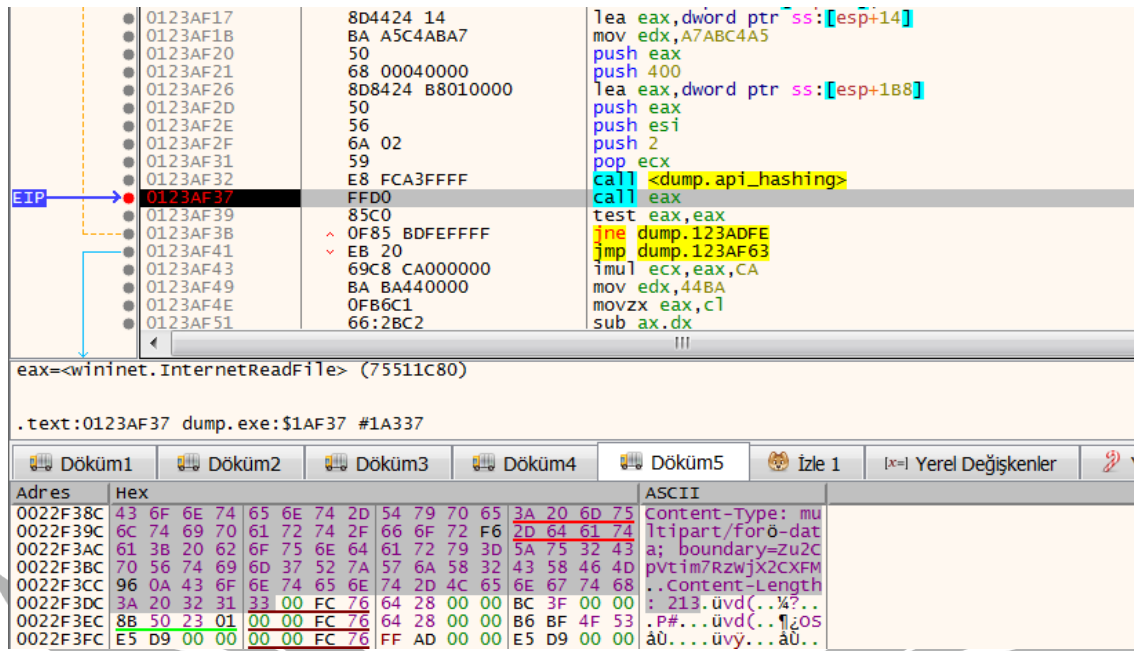 0123AF17 8D4424 14 lea eax,dword ptr ss:[esp+14]
0123AF1B BA A5C4ABA7 mov edx,A7ABC4A5
0123AF20 50 push eax
0123AF21 68 00040000 push 400
0123AF26 8D8424 B8010000 lea eax,dword ptr ss:[esp+1B8]
0123AF2D 50 push eax
0123AF2E 56 push esi
0123AF2F 6A 02 push 2
0123AF31 59 pop ecx
0123AF32 E8 FCA3FFFF call <dump.api_hashing>
EIP 0123AF37 FFD0 call eax
0123AF39 85C0 test eax,eax
0123AF3B 0F85 BDFEFFFF jne dump.123ADFE
0123AF41 EB 20 jmp dump.123AF63
0123AF43 69C8 CA000000 imul ecx,eax,CA
0123AF49 BA BA440000 mov edx,44BA
0123AF4E 0FB6C1 movzx eax,cl
0123AF51 66:2BC2 sub ax,dx
eax=<wininet.InternetReadFile> (75511C80)
.text:0123AF37 dump.exe:$1AF37 #1A337
Döküm1 Döküm2 Döküm3 Döküm4 Döküm5 İzle 1 [x=] Yerel Değişkenler
Adres Hex ASCII
0022F38C 43 6F 6E 74 65 6E 74 2D 54 79 70 65 3A 20 6D 75 Content-Type: mu
0022F39C 6C 74 69 70 61 72 74 2F 66 6F 72 F6 2D 64 61 74 ltipart/forö-dat
0022F3AC 61 3B 20 62 6F 75 6E 64 61 72 79 3D 5A 75 32 43 a; boundary=Zu2C
0022F3BC 70 56 74 69 6D 37 52 7A 57 6A 58 32 43 58 46 4D pVtim7RzWjX2CXFM
0022F3CC 96 0A 43 6F 6E 74 65 6E 74 2D 4C 65 6E 67 74 68 ..Content-Length
0022F3DC 3A 20 32 31 33 00 FC 76 64 28 00 00 BC 3F 00 00 : 213.üvd(..¼?..
0022F3EC 8B 50 23 01 00 00 FC 76 64 28 00 00 B6 BF 4F 53 .P#...üvd(..¶¿OS
0022F3FC E5 D9 00 00 00 00 FC 76 FF AD 00 00 E5 D9 00 00 åÙ....üvÿ...åÙ..